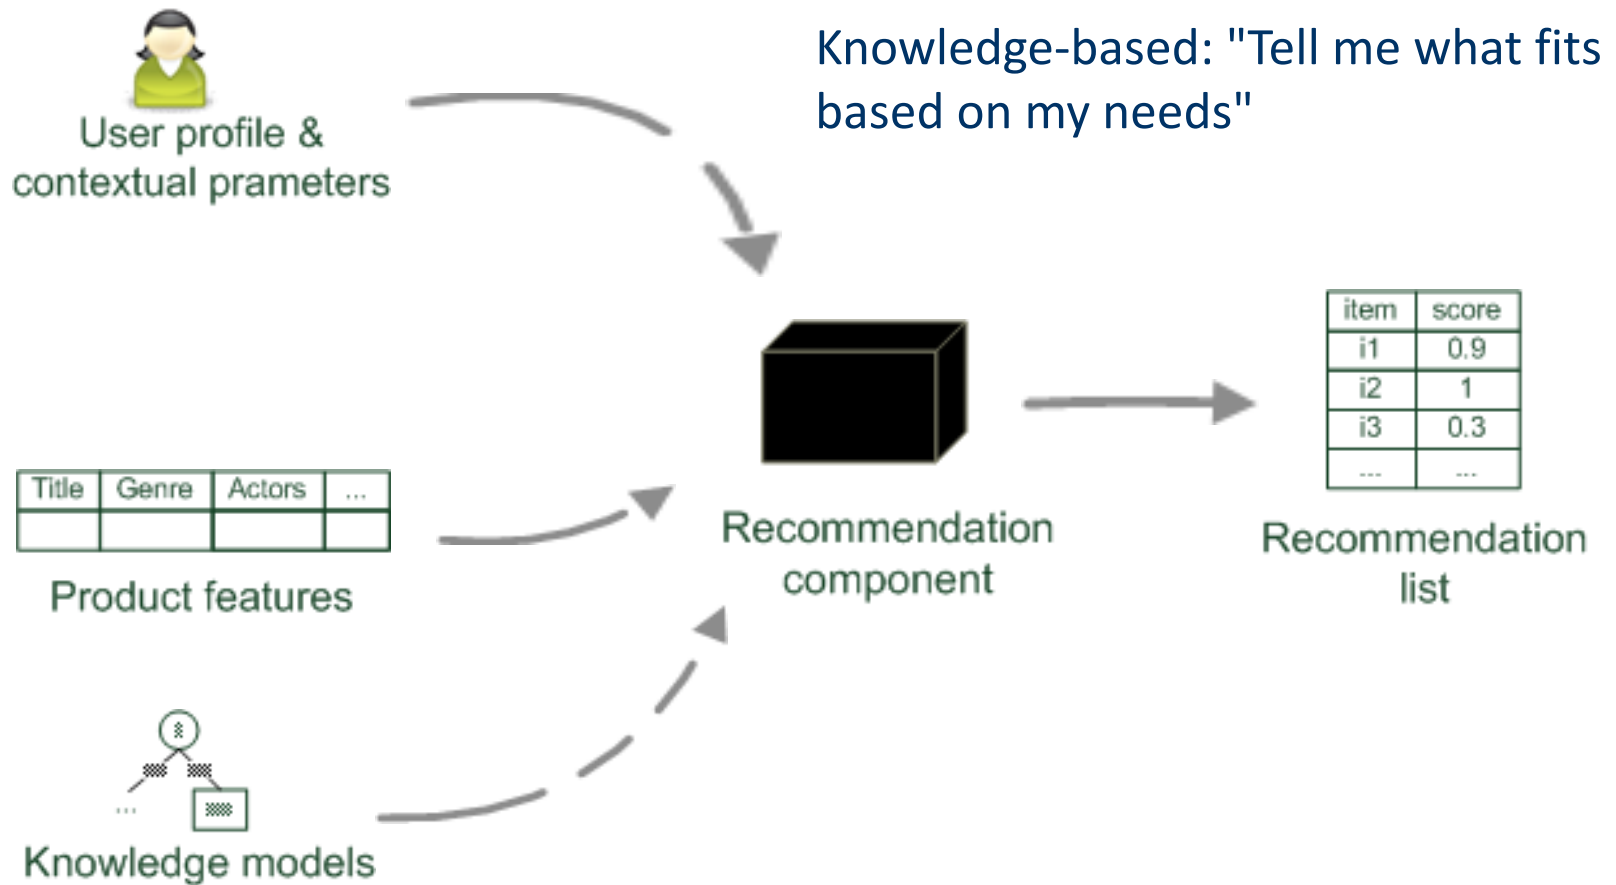 Knowledge-based: "Tell me what fits
based on my needs"
User profile &
contextual prameters
item score
i1 0.9
i2 1
i3 0.3
... ...
Title Genre Actors ...
Product features
Recommendation
component
Recommendation
list
...
Knowledge models